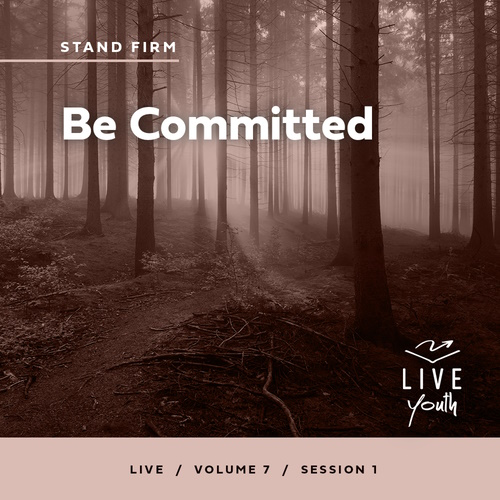 STAND FIRM
Be Committed
LIVE
Youth
LIVE / VOLUME 7 / SESSION 1